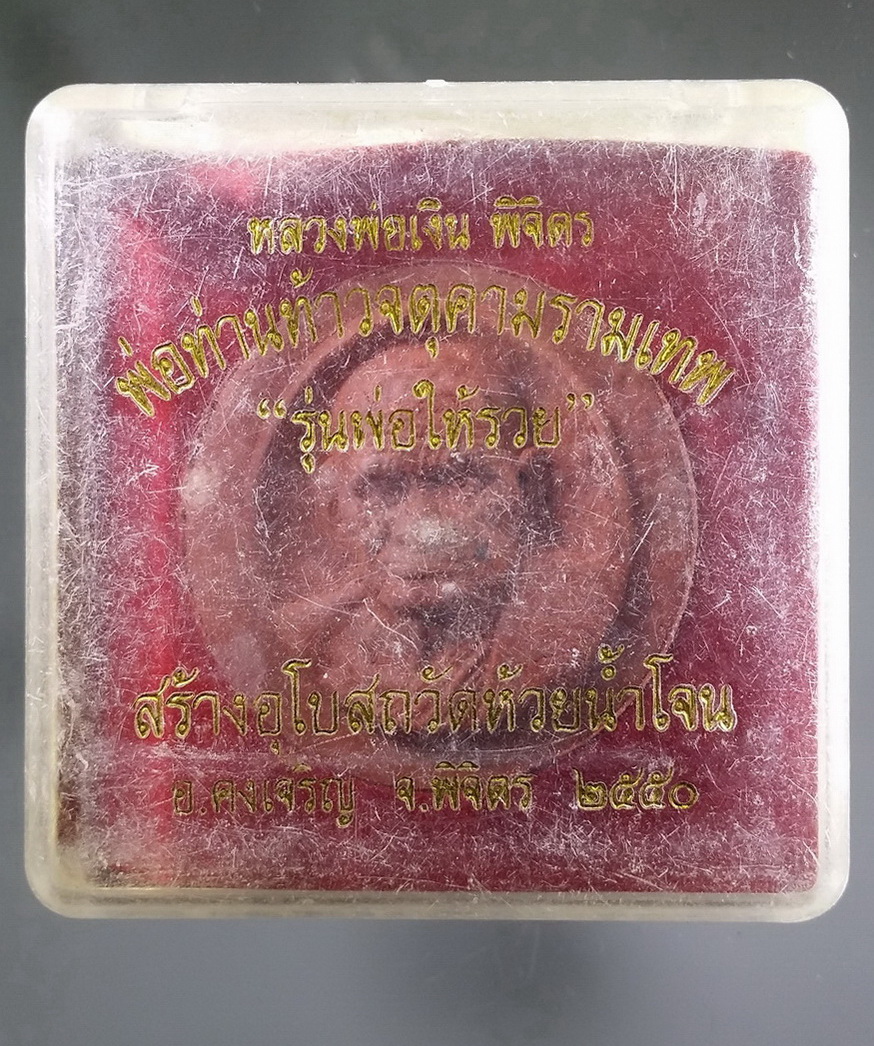 หลวงพ่อเงิน พิจิตร
พ่อท่านท้าวจตุคามรามเทพ
“รุ่นพ่อให้รวย”
สร้างอุโบสถวัดห้วยน้ำโจน
อ.ดงเจริญ จ.พิจิตร ๒๕๕๐